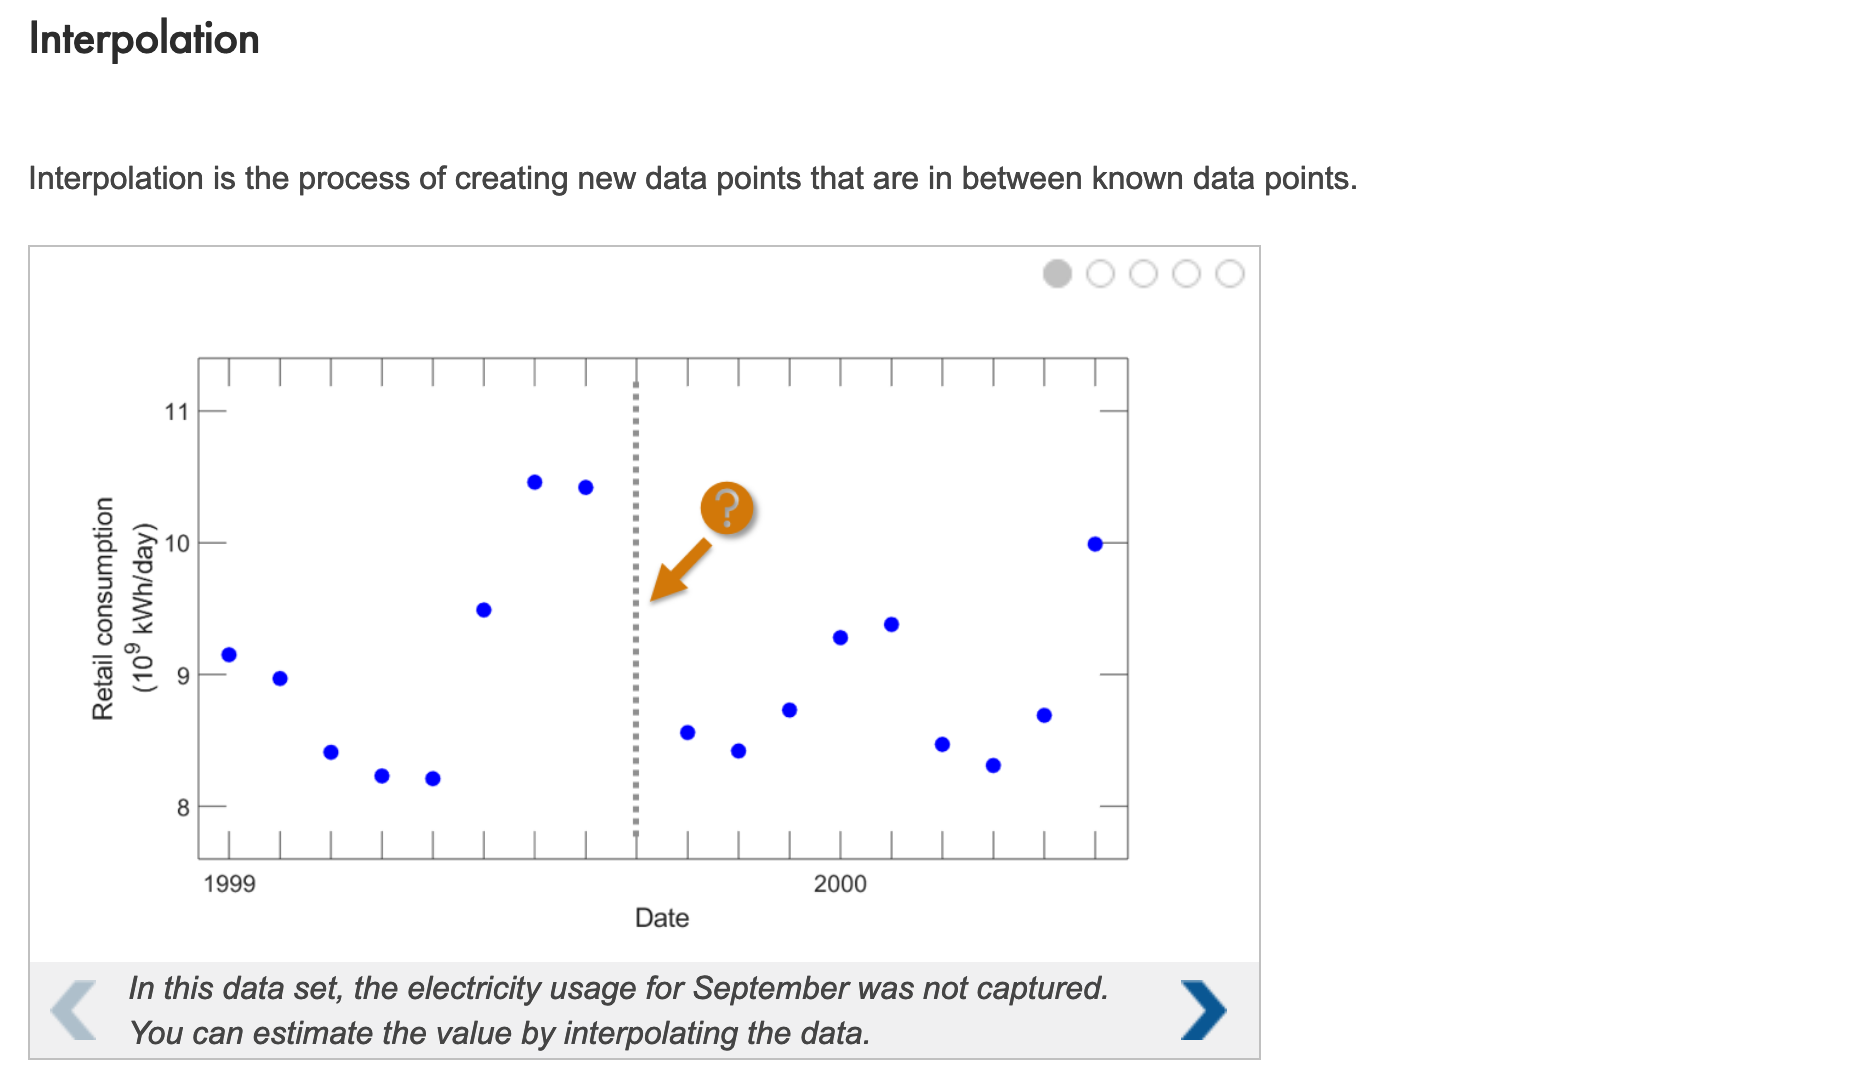 Interpolation
Interpolation is the process of creating new data points that are in between known data points.
11
10
9
8
Retail consumption
(10⁹ kWh/day)
?
1999
2000
Date
In this data set, the electricity usage for September was not captured.
You can estimate the value by interpolating the data.